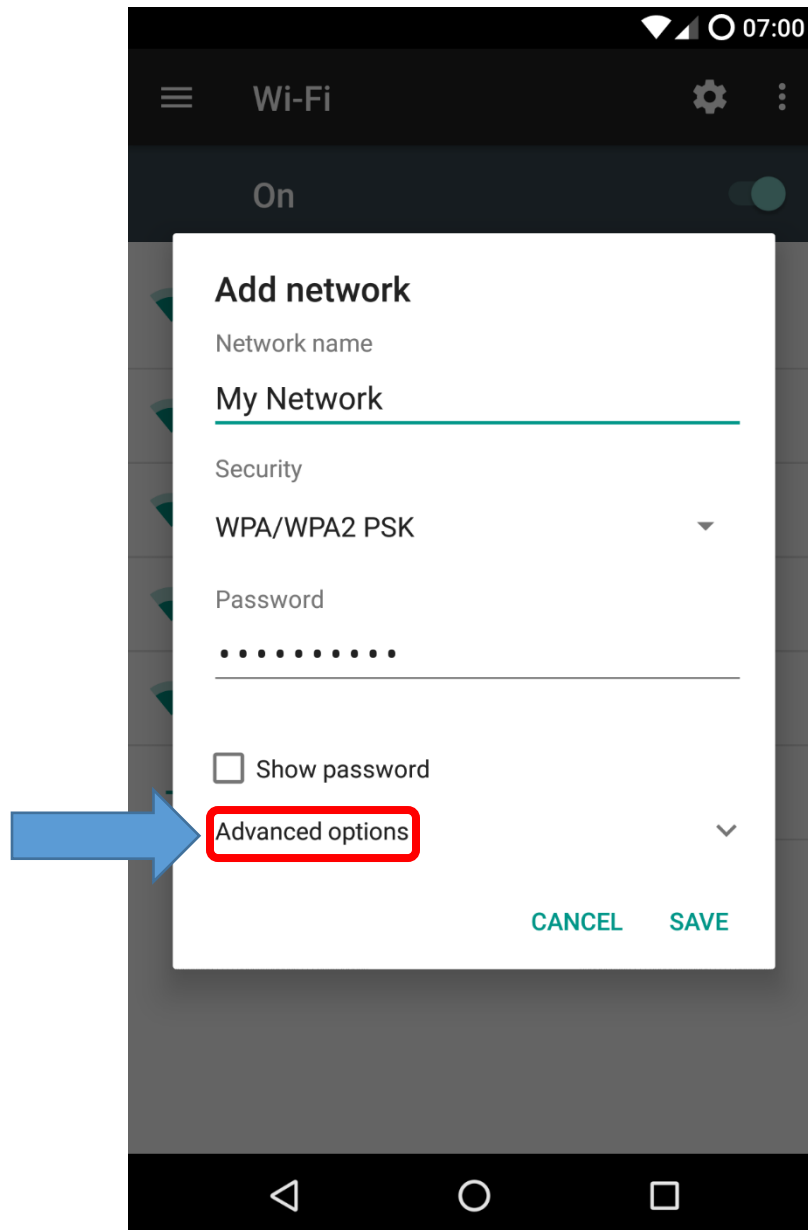 07:00
Wi-Fi
On
Add network
Network name
My Network
Security
WPA/WPA2 PSK
Password
••••••••••
Show password
Advanced options
CANCEL SAVE